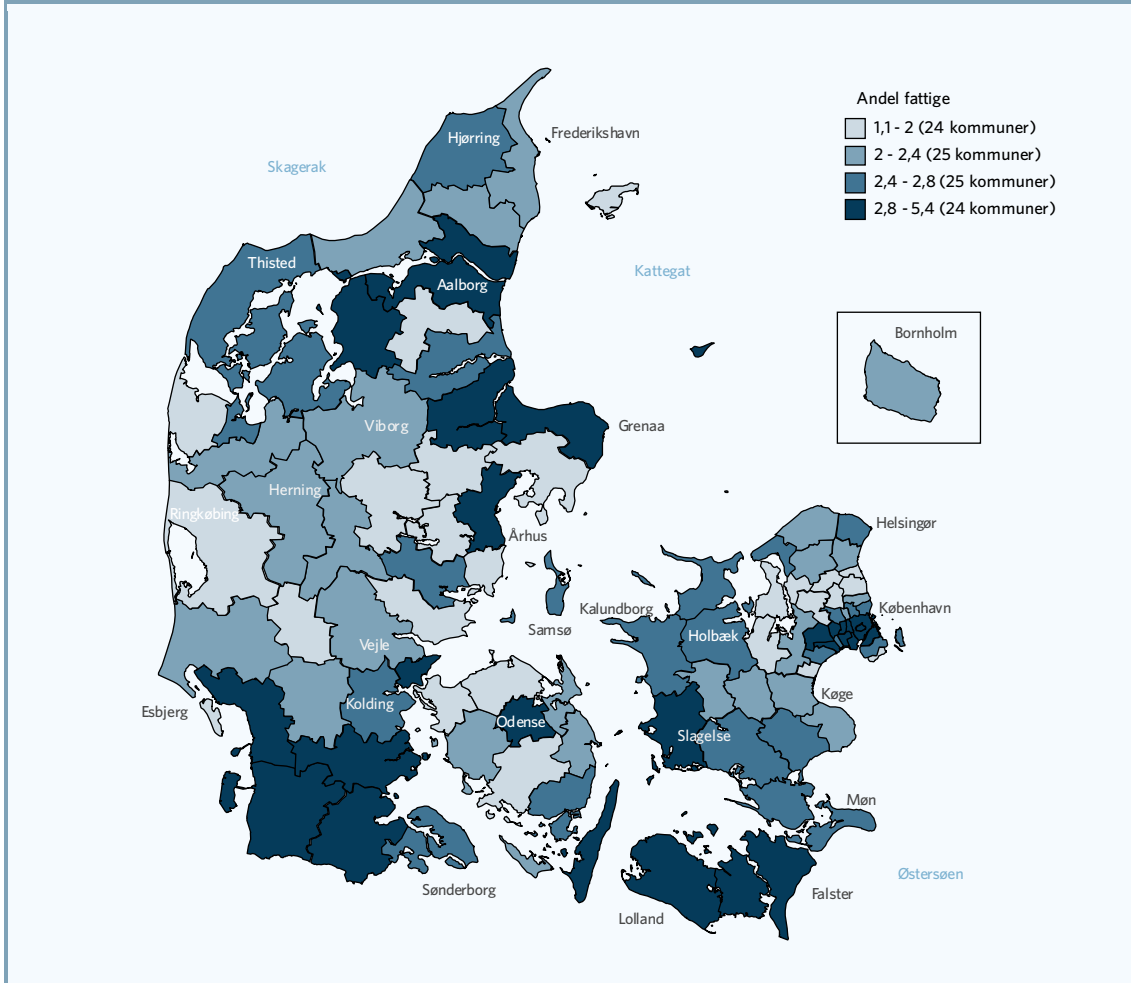 Andel fattige
1,1 - 2 (24 kommuner)
2 - 2,4 (25 kommuner)
2,4 - 2,8 (25 kommuner)
2,8 - 5,4 (24 kommuner)
Hjørring
Frederikshavn
Skagerak
Thisted
Kattegat
Aalborg
Bornholm
Viborg
Grenaa
Herning
Ringkøbing
Helsingør
Århus
Kalundborg
København
Samsø
Holbæk
Vejle
Køge
Kolding
Esbjerg
Odense
Slagelse
Møn
Østersøen
Sønderborg
Falster
Lolland